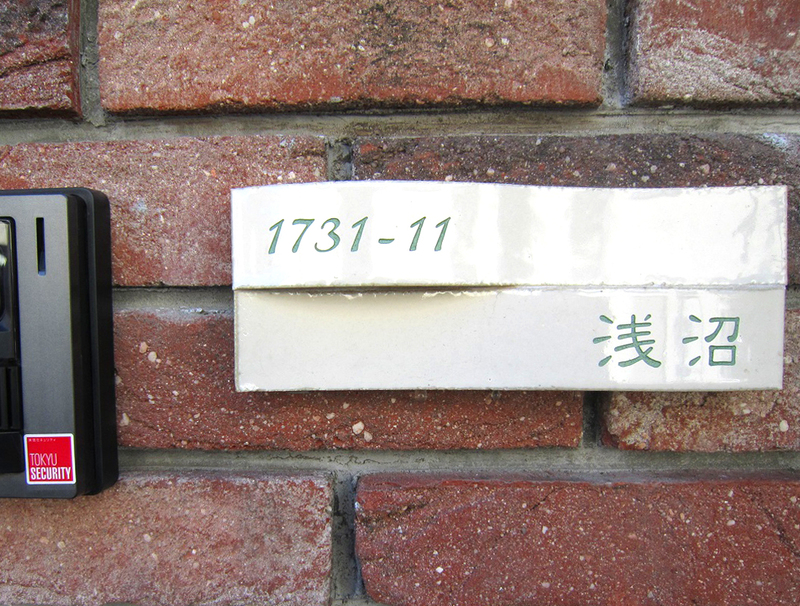 1731-11
浅沼
TOKYU
SECURITY